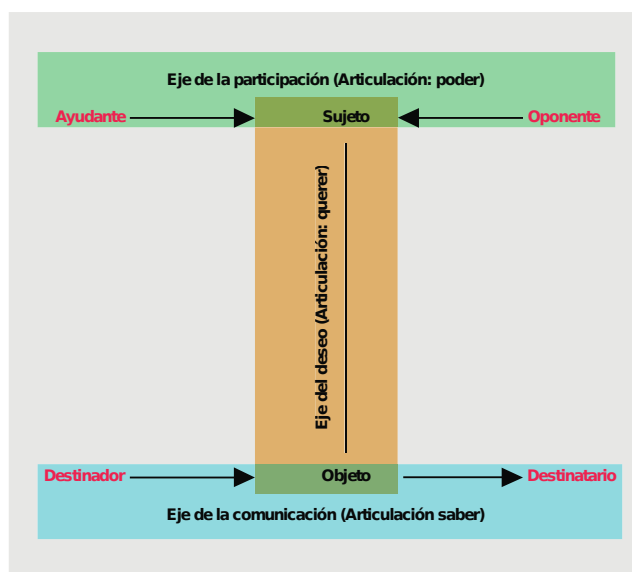 Eje de la participación (Articulación: poder)
Ayudante Sujeto Oponente
Eje del deseo (Articulación: querer)
Destinador Objeto Destinatario
Eje de la comunicación (Articulación saber)